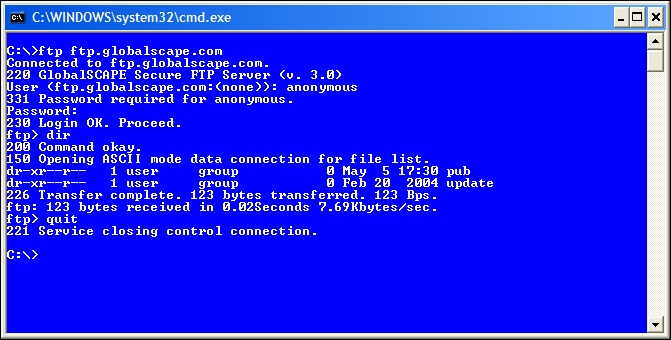 C:\WINDOWS\system32\cmd.exe
C:\>ftp ftp.globalscape.com
Connected to ftp.globalscape.com.
220 GlobalSCAPE Secure FTP Server (v. 3.0)
User (ftp.globalscape.com:(none)): anonymous
331 Password required for anonymous.
Password:
230 Login OK. Proceed.
ftp> dir
200 Command okay.
150 Opening ASCII mode data connection for file list.
dr-xr--r--   1 user     group           0 May  5 17:30 pub
dr-xr--r--   1 user     group           0 Feb 20  2004 update
226 Transfer complete. 123 bytes transferred. 123 Bps.
ftp: 123 bytes received in 0.02Seconds 7.69Kbytes/sec.
ftp> quit
221 Service closing control connection.
C:\>